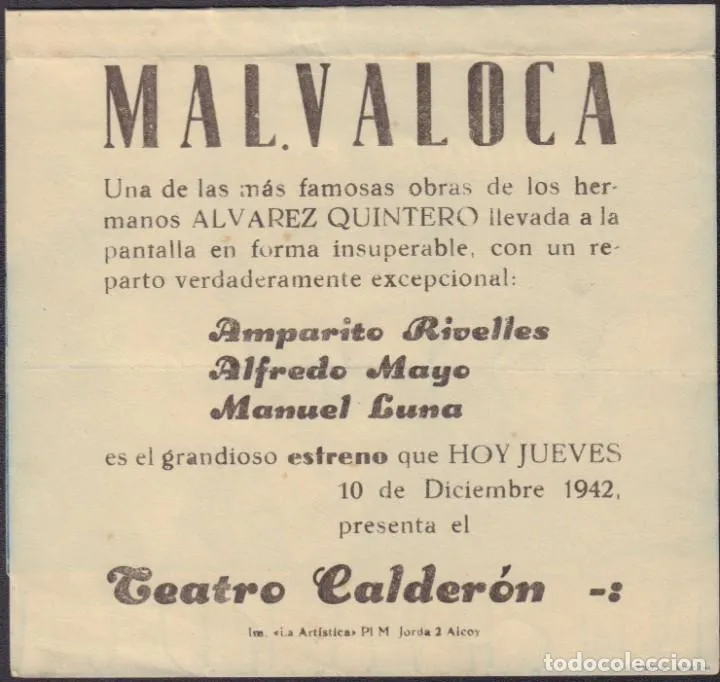 MALVALOCA
Una de las más famosas obras de los her-
manos ALVAREZ QUINTERO llevada a la
pantalla en forma insuperable, con un re-
parto verdaderamente excepcional:
Amparito Rivelles
Alfredo Mayo
Manuel Luna
es el grandioso estreno que HOY JUEVES
10 de Diciembre 1942,
presenta el
Teatro Calderón -:
Im. «La Artística» Pl M Jorda 2 Alcoy
todocoleccion